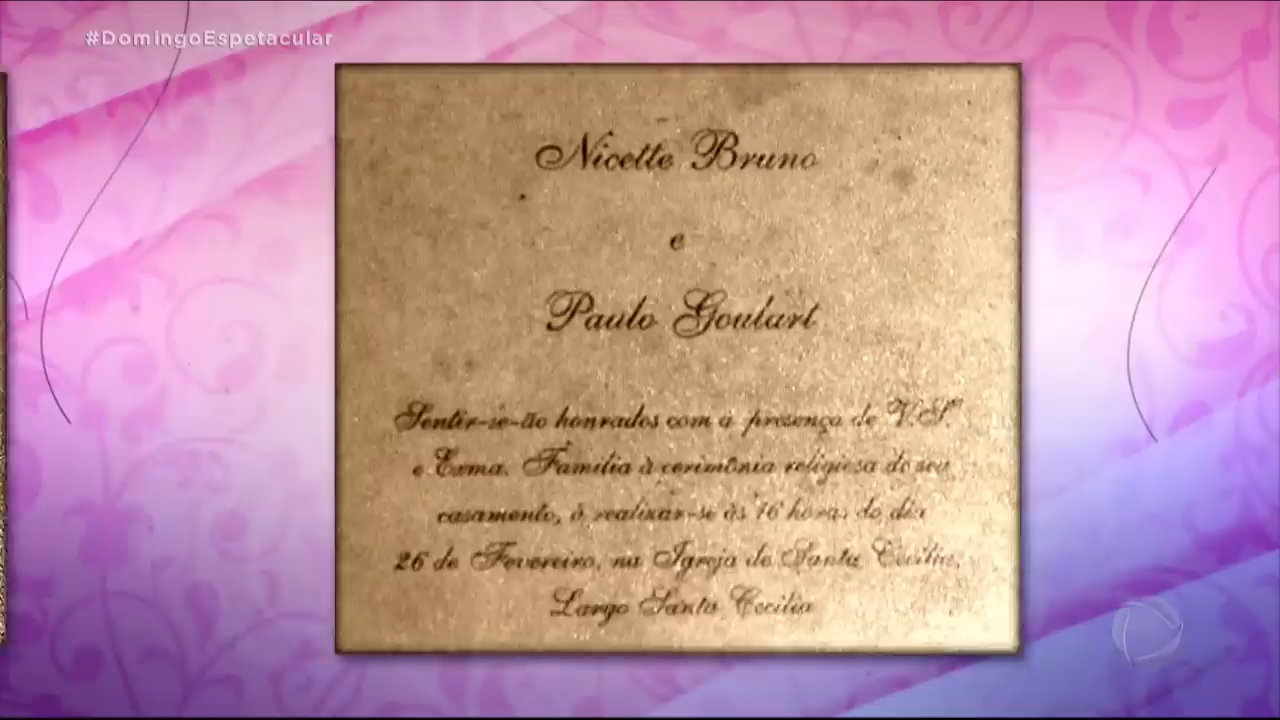 #DomingoEspetacular
Nicette Bruno
e
Paulo Goulart
Sentir-se-ão honrados com a presença de V.Sª
e Exma. Família à cerimônia religiosa do seu
casamento, à realizar-se às 16 horas do dia
26 de Fevereiro, na Igreja de Santa Cecília,
Largo Santa Cecília